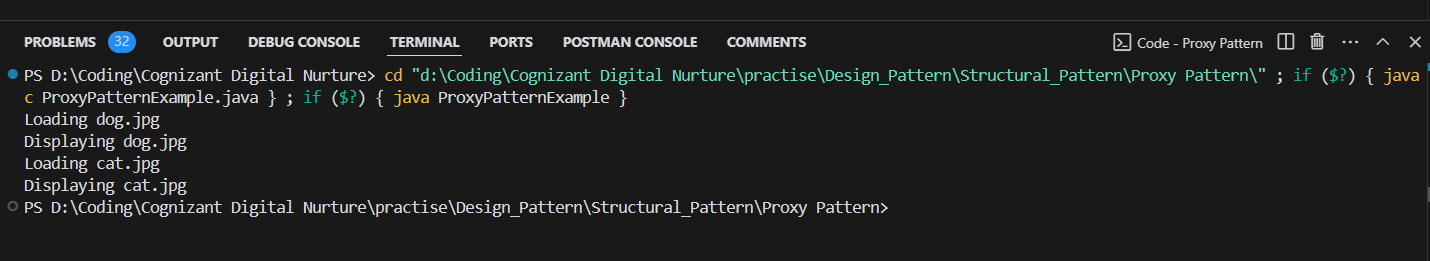 PROBLEMS 32 OUTPUT DEBUG CONSOLE TERMINAL PORTS POSTMAN CONSOLE COMMENTS Code - Proxy Pattern
PS D:\Coding\Cognizant Digital Nurture> cd "d:\Coding\Cognizant Digital Nurture\practise\Design_Pattern\Structural_Pattern\Proxy Pattern\" ; if ($?) { java
c ProxyPatternExample.java } ; if ($?) { java ProxyPatternExample }
Loading dog.jpg
Displaying dog.jpg
Loading cat.jpg
Displaying cat.jpg
PS D:\Coding\Cognizant Digital Nurture\practise\Design_Pattern\Structural_Pattern\Proxy Pattern>